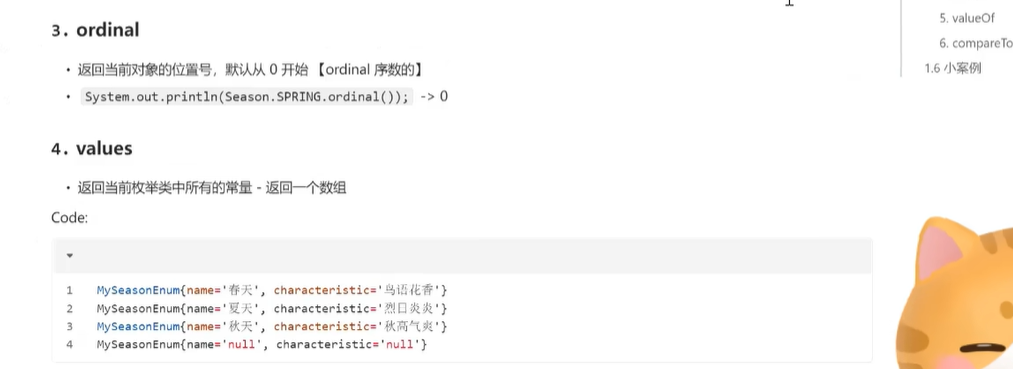 3. ordinal
• 返回当前对象的位置号，默认从 0 开始 【ordinal 序数的】
• System.out.println(Season.SPRING.ordinal()); -> 0
4. values
• 返回当前枚举类中所有的常量 - 返回一个数组
Code:
1 MySeasonEnum{name='春天', characteristic='鸟语花香'}
2 MySeasonEnum{name='夏天', characteristic='烈日炎炎'}
3 MySeasonEnum{name='秋天', characteristic='秋高气爽'}
4 MySeasonEnum{name='null', characteristic='null'}
5. valueOf
6. compareTo
1.6 小案例